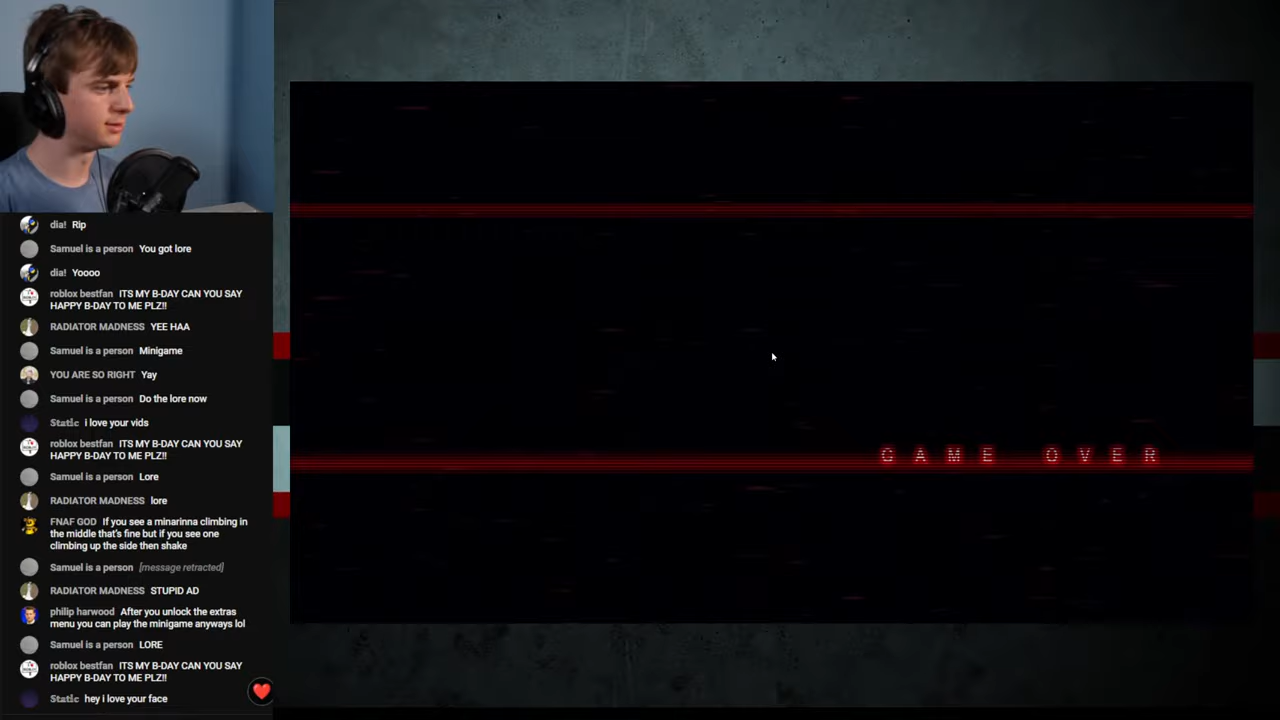 dia! Rip
Samuel is a person You got lore
dia! Yoooo
roblox bestfan ITS MY B-DAY CAN YOU SAY
HAPPY B-DAY TO ME PLZ!!
RADIATOR MADNESS YEE HAA
Samuel is a person Minigame
YOU ARE SO RIGHT Yay
Samuel is a person Do the lore now
Static i love your vids
roblox bestfan ITS MY B-DAY CAN YOU SAY
HAPPY B-DAY TO ME PLZ!!
Samuel is a person Lore
RADIATOR MADNESS lore
FNAF GOD If you see a minarinna climbing in
the middle that's fine but if you see one
climbing up the side then shake
Samuel is a person [message retracted]
RADIATOR MADNESS STUPID AD
philip harwood After you unlock the extras
menu you can play the minigame anyways lol
Samuel is a person LORE
roblox bestfan ITS MY B-DAY CAN YOU SAY
HAPPY B-DAY TO ME PLZ!!
Static hey i love your face
GAME OVER